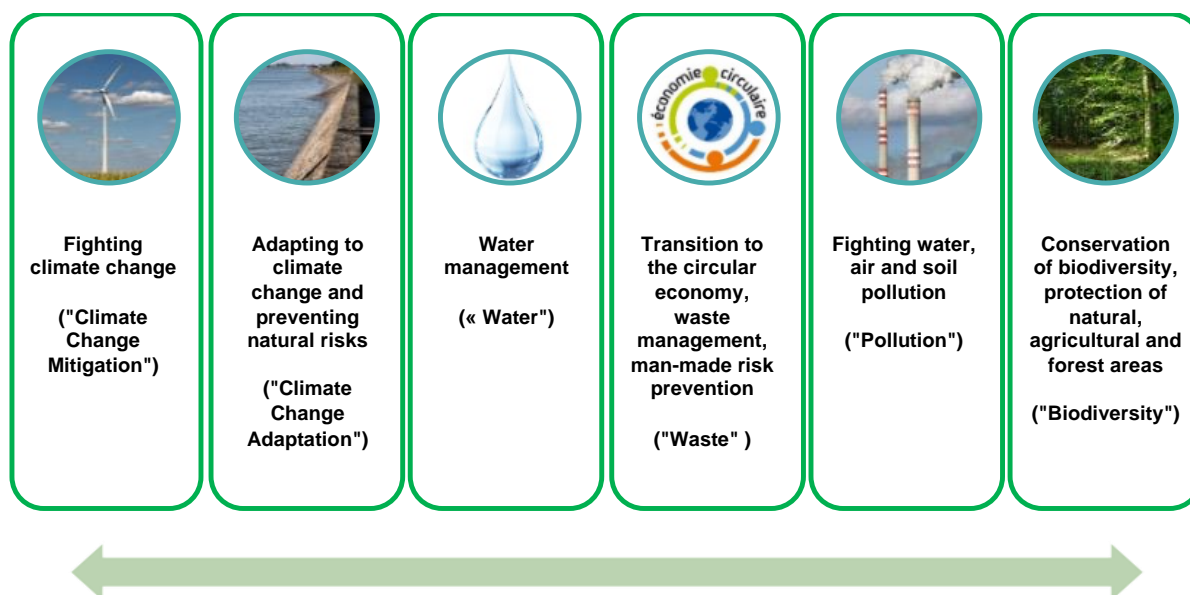 économie circulaire
Fighting
climate change
("Climate
Change
Mitigation")
Adapting to
climate
change and
preventing
natural risks
("Climate
Change
Adaptation")
Water
management
(« Water")
Transition to
the circular
economy,
waste
management,
man-made risk
prevention
("Waste" )
Fighting water,
air and soil
pollution
("Pollution")
Conservation
of biodiversity,
protection of
natural,
agricultural and
forest areas
("Biodiversity")